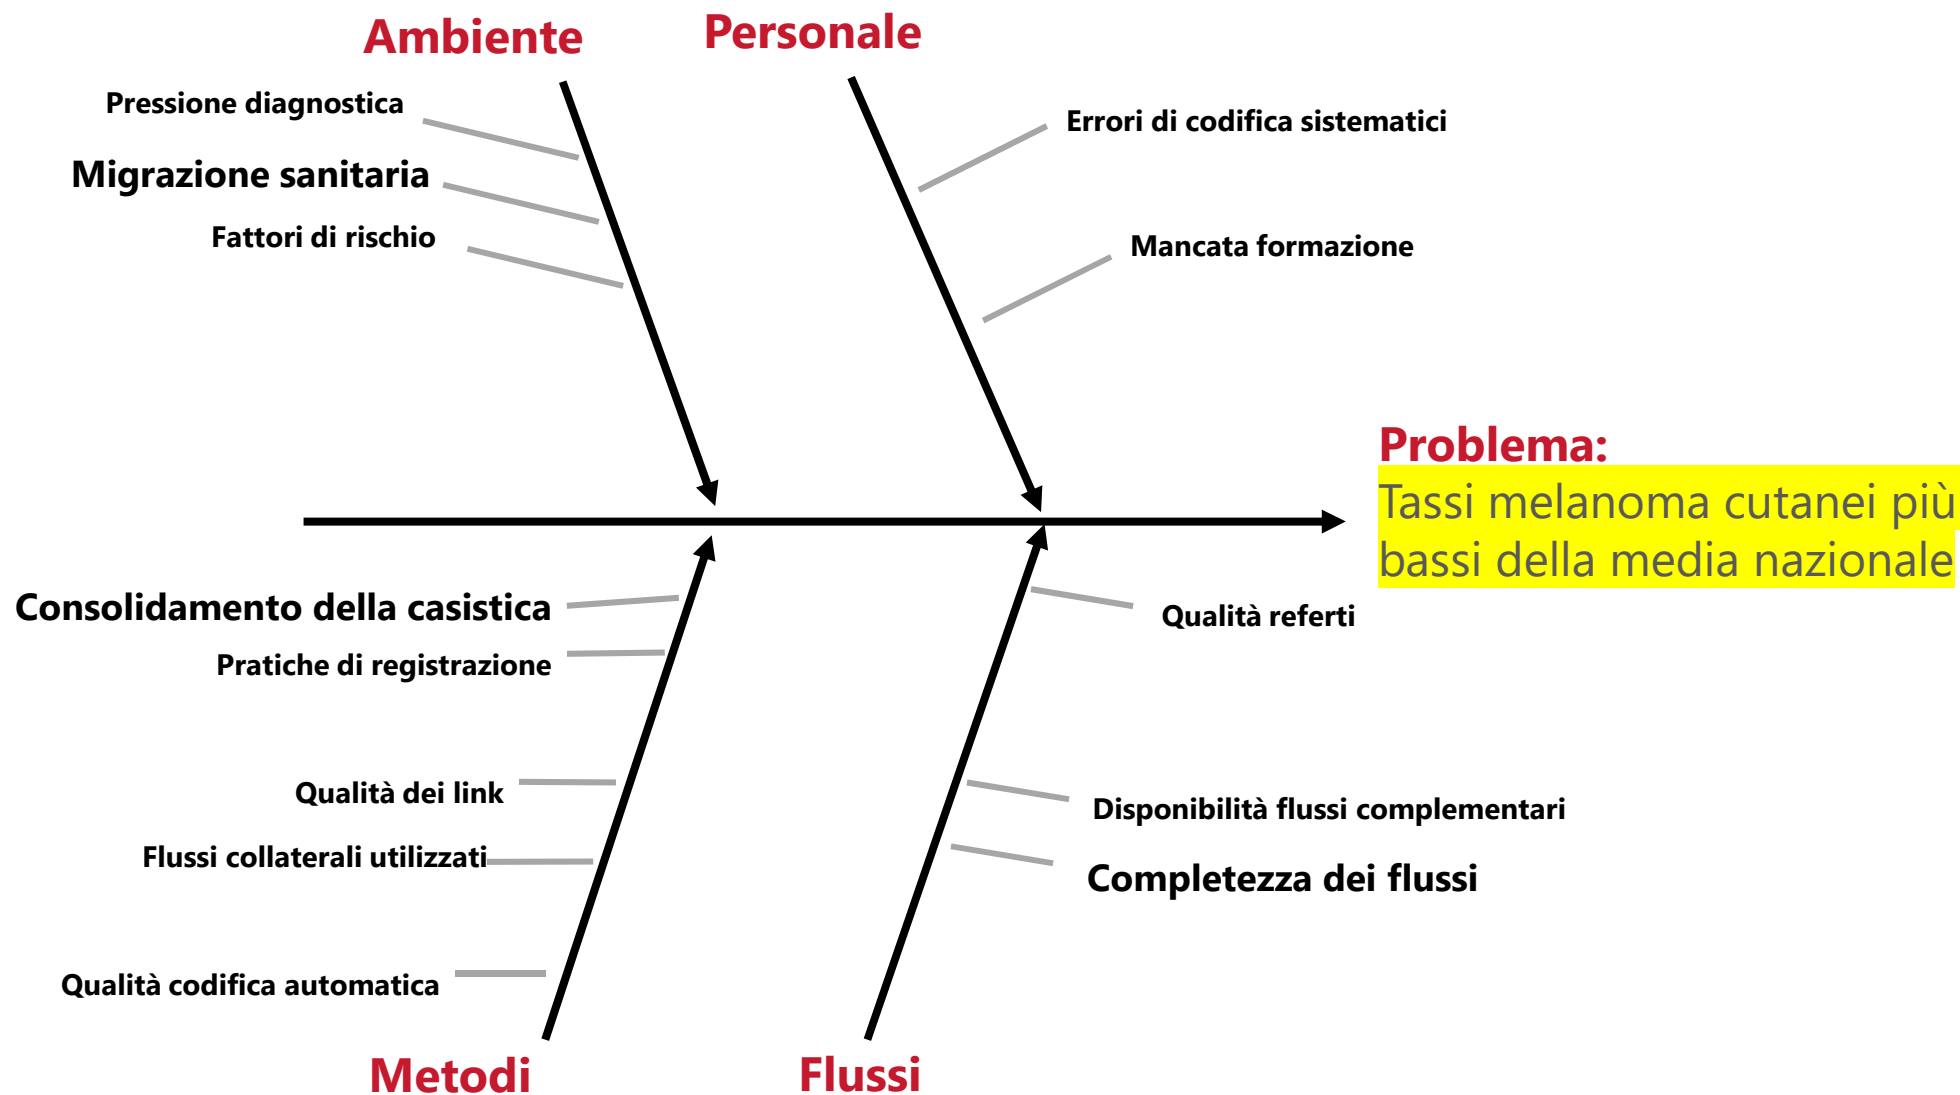 Ambiente
Personale
Pressione diagnostica
Migrazione sanitaria
Fattori di rischio
Errori di codifica sistematici
Mancata formazione
Problema:
Tassi melanoma cutanei più
bassi della media nazionale
Consolidamento della casistica
Pratiche di registrazione
Qualità dei link
Flussi collaterali utilizzati
Qualità codifica automatica
Qualità referti
Disponibilità flussi complementari
Completezza dei flussi
Metodi
Flussi